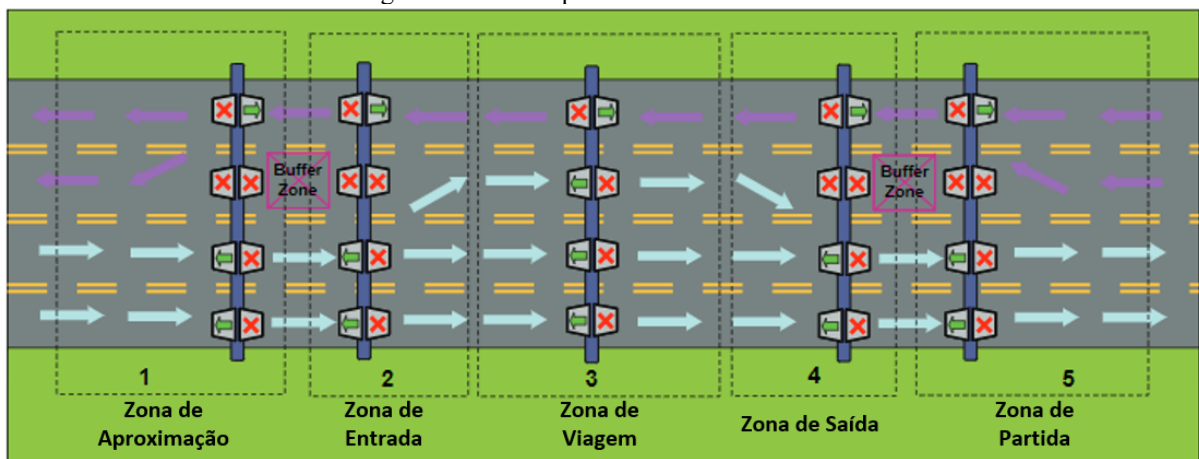 Buffer
Zone
Buffer
Zone
1
2
3
4
5
Zona de
Aproximação
Zona de
Entrada
Zona de
Viagem
Zona de Saída
Zona de
Partida